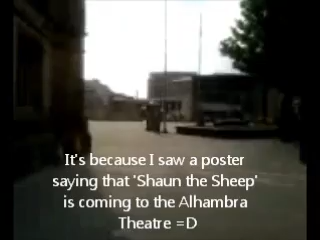 It's because I saw a poster
saying that 'Shaun the Sheep'
is coming to the Alhambra
Theatre =D